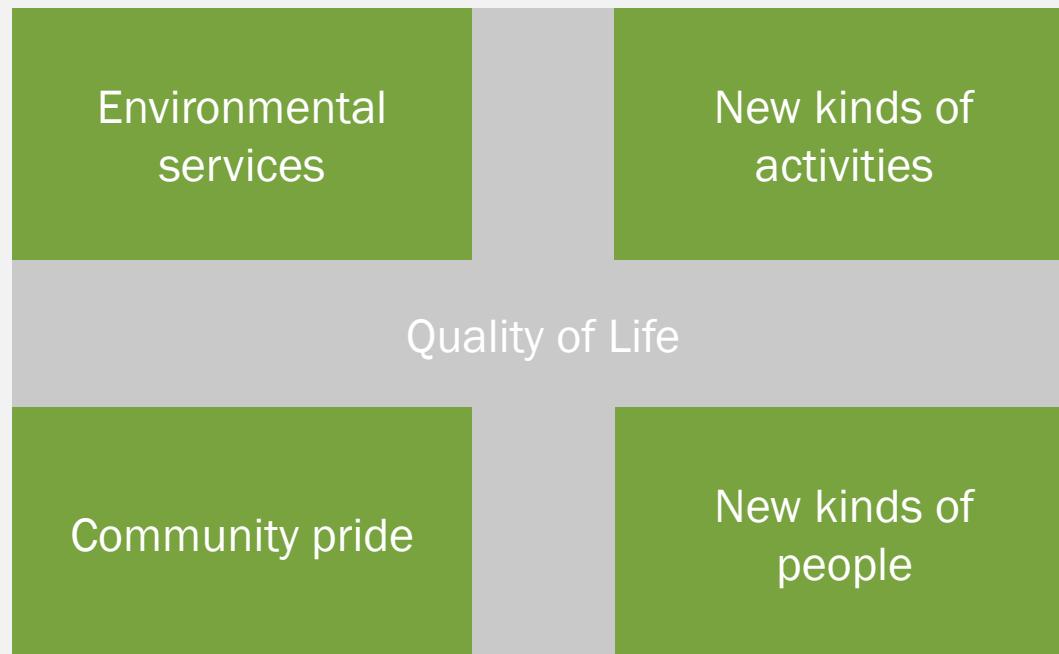 Environmental
services
New kinds of
activities
Quality of Life
Community pride
New kinds of
people